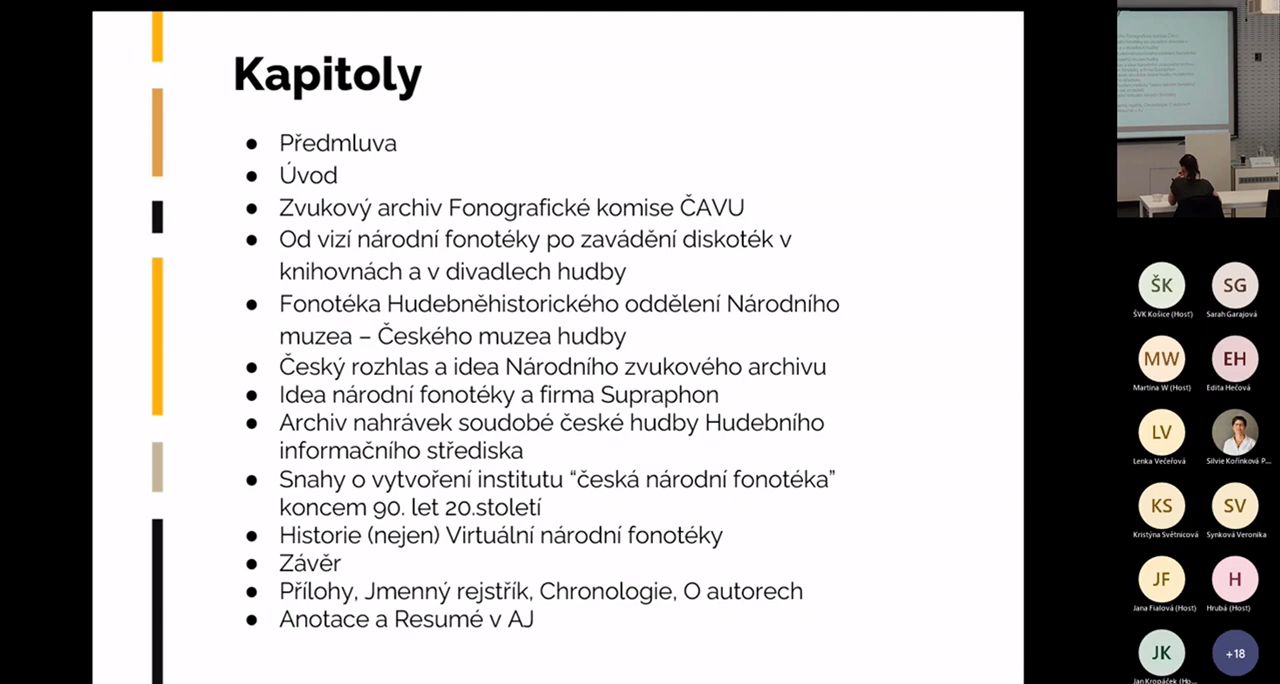 Kapitoly
● Předmluva
● Úvod
● Zvukový archiv Fonografické komise ČAVU
● Od vizí národní fonotéky po zavádění diskoték v
knihovnách a v divadlech hudby
● Fonotéka Hudebněhistorického oddělení Národního
muzea – Českého muzea hudby
● Český rozhlas a idea Národního zvukového archivu
● Idea národní fonotéky a firma Supraphon
● Archiv nahrávek soudobé české hudby Hudebního
informačního střediska
● Snahy o vytvoření institutu “česká národní fonotéka”
koncem 90. let 20.století
● Historie (nejen) Virtuální národní fonotéky
● Závěr
● Přílohy, Jmenný rejstřík, Chronologie, O autorech
● Anotace a Resumé v AJ
ŠK
ŠVK Košice (Host)
SG
Sarah Garajová
MW
Martina W (Host)
EH
Edita Hečová
LV
Lenka Večeřová
Silvie Kořínková P...
KS
Kristýna Světnicová
SV
Synková Veronika
JF
Jana Fialová (Host)
H
Hrubá (Host)
JK
Jan Kropáček (Ho...
+18